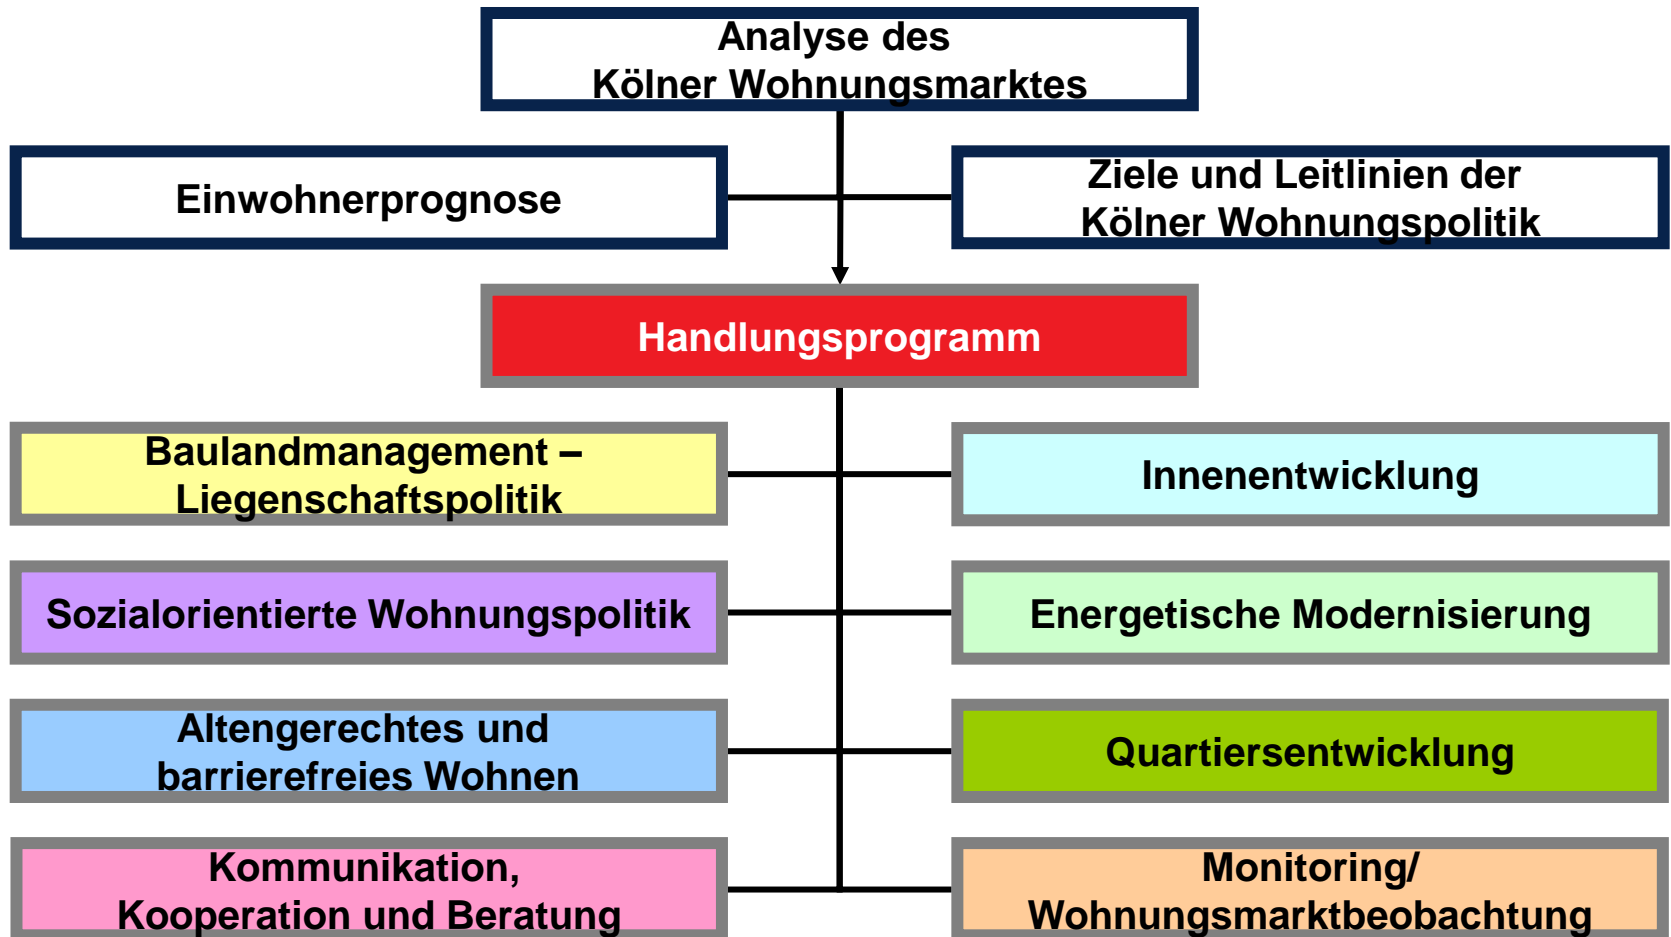 Analyse des
Kölner Wohnungsmarktes
Einwohnerprognose
Ziele und Leitlinien der
Kölner Wohnungspolitik
Handlungsprogramm
Baulandmanagement –
Liegenschaftspolitik
Innenentwicklung
Sozialorientierte Wohnungspolitik
Energetische Modernisierung
Altengerechtes und
barrierefreies Wohnen
Quartiersentwicklung
Kommunikation,
Kooperation und Beratung
Monitoring/
Wohnungsmarktbeobachtung